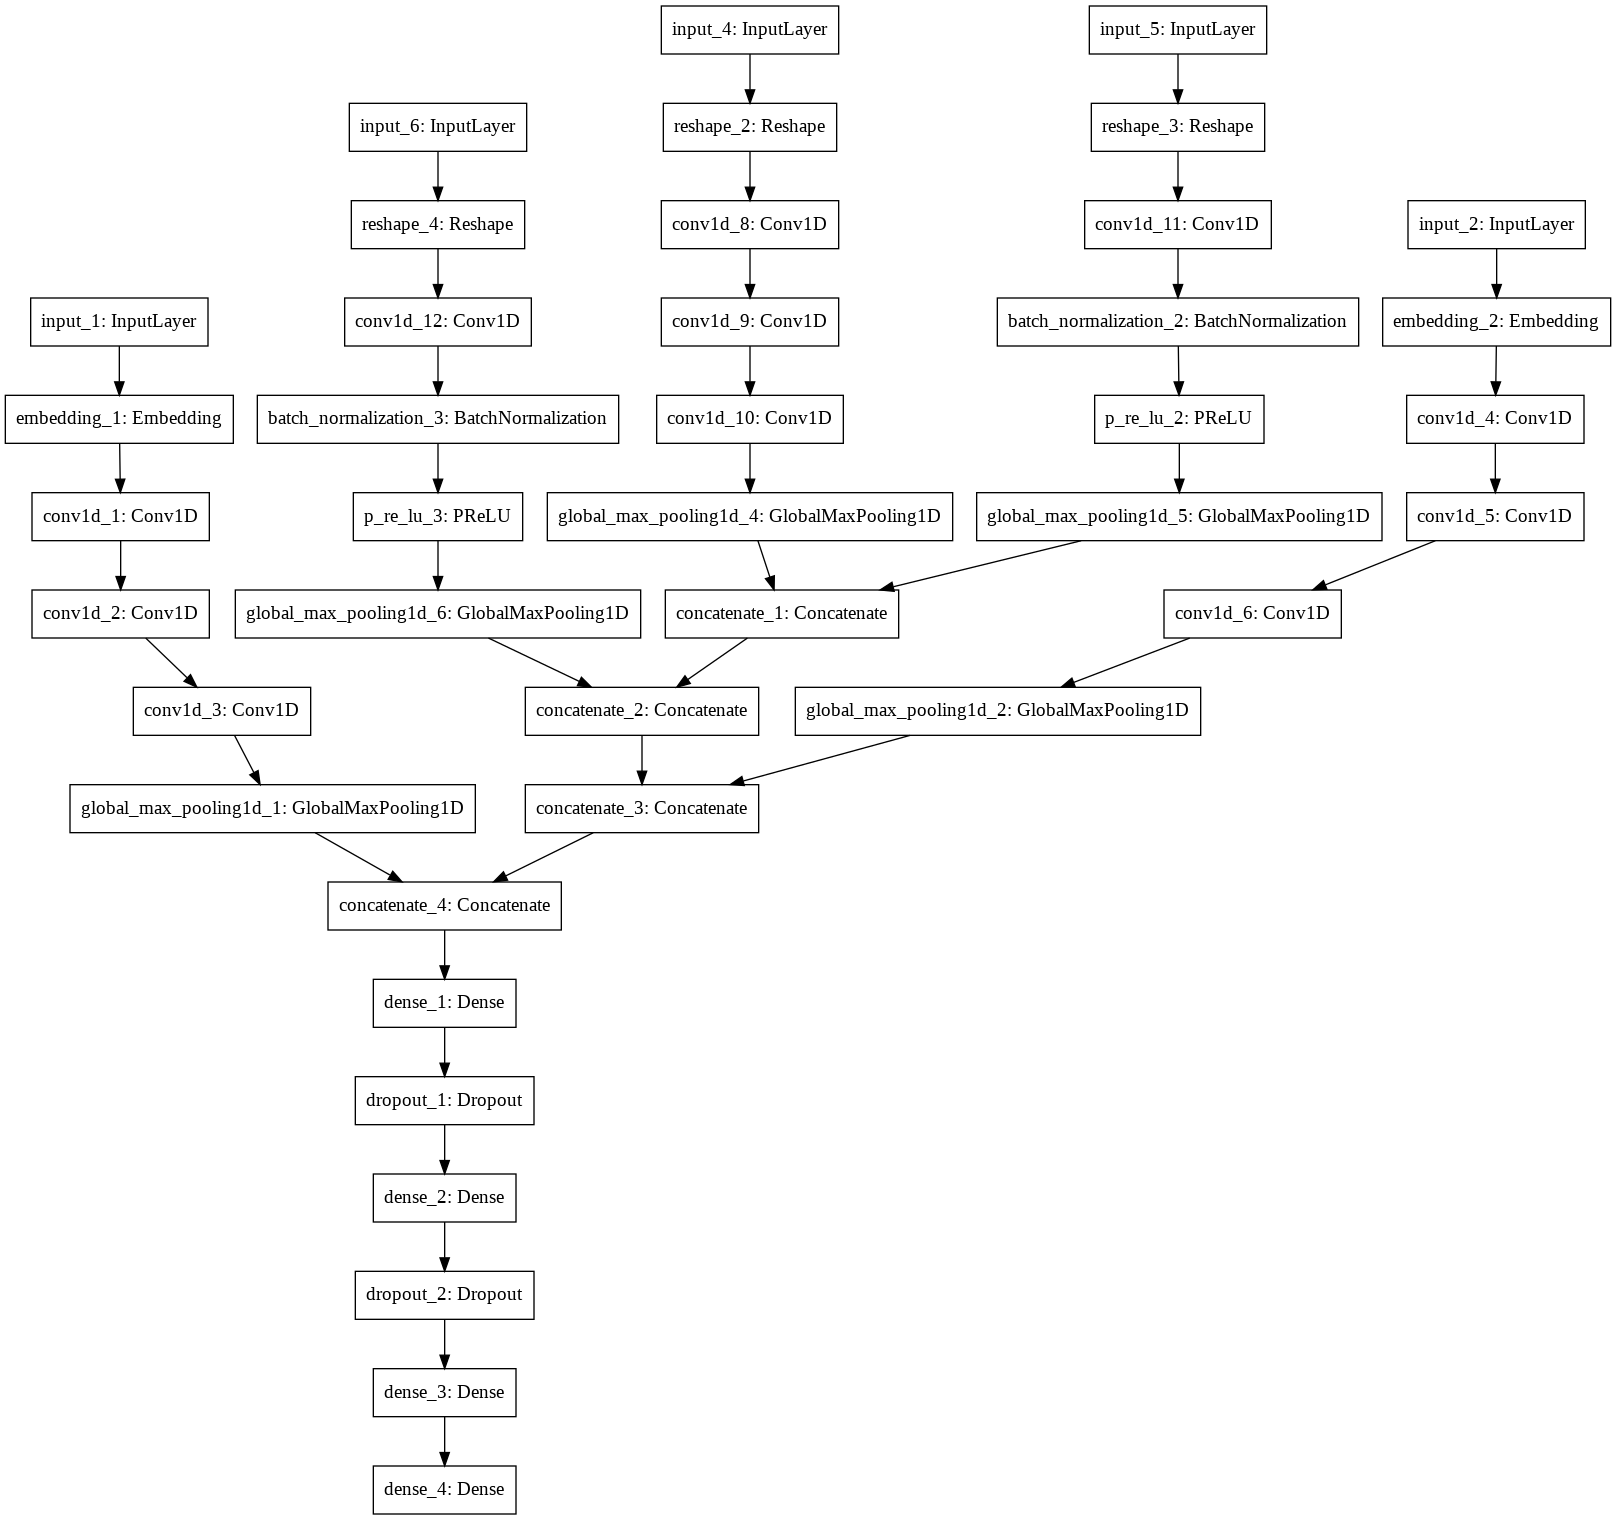 input_4: InputLayer
input_5: InputLayer
input_6: InputLayer
reshape_2: Reshape
reshape_3: Reshape
reshape_4: Reshape
conv1d_8: Conv1D
conv1d_11: Conv1D
input_2: InputLayer
input_1: InputLayer
conv1d_12: Conv1D
conv1d_9: Conv1D
batch_normalization_2: BatchNormalization
embedding_2: Embedding
embedding_1: Embedding
batch_normalization_3: BatchNormalization
conv1d_10: Conv1D
p_re_lu_2: PReLU
conv1d_4: Conv1D
conv1d_1: Conv1D
p_re_lu_3: PReLU
global_max_pooling1d_4: GlobalMaxPooling1D
global_max_pooling1d_5: GlobalMaxPooling1D
conv1d_5: Conv1D
conv1d_2: Conv1D
global_max_pooling1d_6: GlobalMaxPooling1D
concatenate_1: Concatenate
conv1d_6: Conv1D
conv1d_3: Conv1D
concatenate_2: Concatenate
global_max_pooling1d_2: GlobalMaxPooling1D
global_max_pooling1d_1: GlobalMaxPooling1D
concatenate_3: Concatenate
concatenate_4: Concatenate
dense_1: Dense
dropout_1: Dropout
dense_2: Dense
dropout_2: Dropout
dense_3: Dense
dense_4: Dense